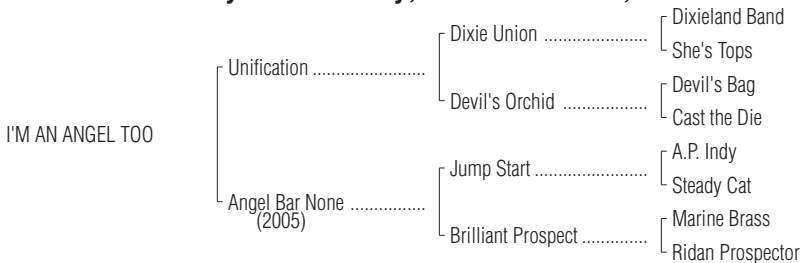 Dixieland Band
Dixie Union ......................
She's Tops
Unification ........................
Devil's Bag
Devil's Orchid ..................
Cast the Die
I'M AN ANGEL TOO
A.P. Indy
Jump Start ........................
Steady Cat
Angel Bar None ................
(2005)
Marine Brass
Brilliant Prospect ..............
Ridan Prospector